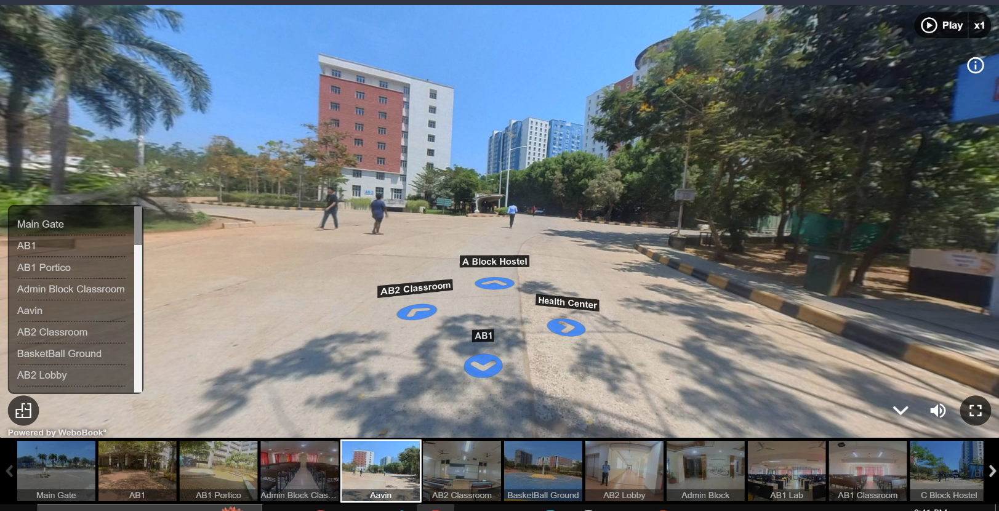 Play x1
A Block Hostel
AB2 Classroom
Health Center
AB1
Main Gate
AB1
AB1 Portico
Admin Block Classroom
Aavin
AB2 Classroom
BasketBall Ground
AB2 Lobby
Powered by WeboBook°
Main Gate
AB1
AB1 Portico
Admin Block Clas...
Aavin
AB2 Classroom
BasketBall Ground
AB2 Lobby
Admin Block
AB1 Lab
AB1 Classroom
C Block Hostel